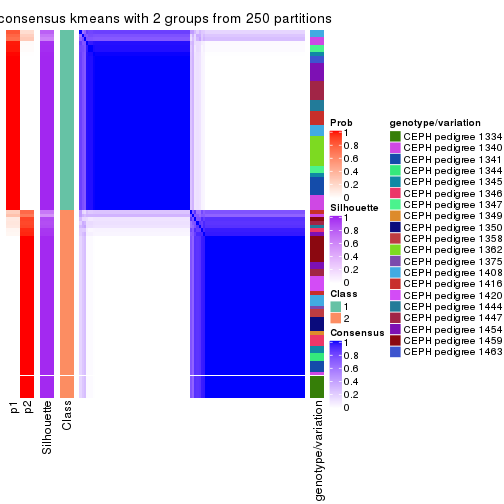 consensus kmeans with 2 groups from 250 partitions
Prob
1
0.8
0.6
0.4
0.2
0
Silhouette
1
0.8
0.6
0.4
0.2
0
Class
1
2
Consensus
1
0.8
0.6
0.4
0.2
0
genotype/variation
CEPH pedigree 1334
CEPH pedigree 1340
CEPH pedigree 1341
CEPH pedigree 1344
CEPH pedigree 1345
CEPH pedigree 1346
CEPH pedigree 1347
CEPH pedigree 1349
CEPH pedigree 1350
CEPH pedigree 1358
CEPH pedigree 1362
CEPH pedigree 1375
CEPH pedigree 1408
CEPH pedigree 1416
CEPH pedigree 1420
CEPH pedigree 1444
CEPH pedigree 1447
CEPH pedigree 1454
CEPH pedigree 1459
CEPH pedigree 1463
p1
p2
Silhouette
Class
genotype/variation